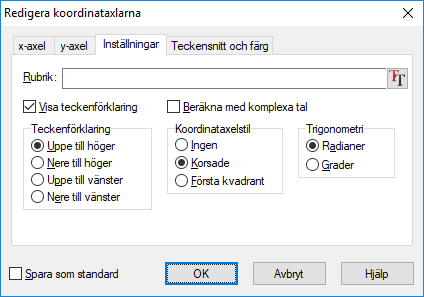 Redigera koordinataxlarna
x-axel y-axel Inställningar Teckensnitt och färg
Rubrik: TT
Visa teckenförklaring Beräkna med komplexa tal
Teckenförklaring Koordinataxelstil Trigonometri
Uppe till höger Ingen Radianer
Nere till höger Korsade Grader
Uppe till vänster Första kvadrant
Nere till vänster
Spara som standard OK Avbryt Hjälp